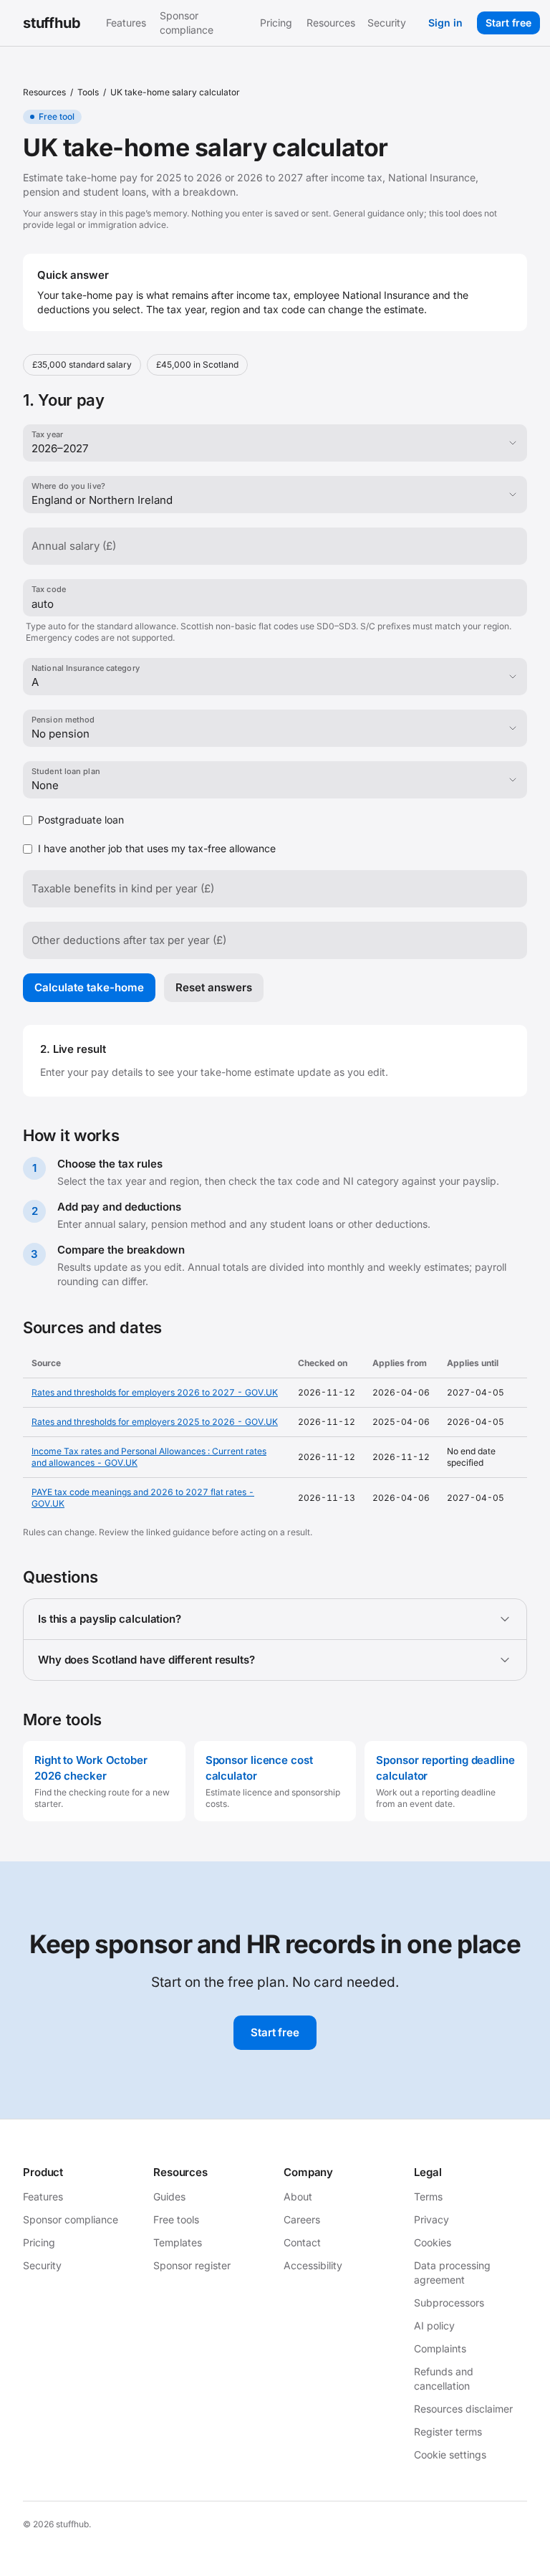 stuffhub
Features
Sponsor
compliance
Pricing
Resources
Security
Sign in
Start free
Resources / Tools / UK take-home salary calculator
Free tool
UK take-home salary calculator
Estimate take-home pay for 2025 to 2026 or 2026 to 2027 after income tax, National Insurance,
pension and student loans, with a breakdown.
Your answers stay in this page's memory. Nothing you enter is saved or sent. General guidance only; this tool does not
provide legal or immigration advice.
Quick answer
Your take-home pay is what remains after income tax, employee National Insurance and the
deductions you select. The tax year, region and tax code can change the estimate.
£35,000 standard salary
£45,000 in Scotland
1. Your pay
Tax year
2026–2027
Where do you live?
England or Northern Ireland
Annual salary (£)
Tax code
auto
Type auto for the standard allowance. Scottish non-basic flat codes use SD0–SD3. S/C prefixes must match your region.
Emergency codes are not supported.
National Insurance category
A
Pension method
No pension
Student loan plan
None
Postgraduate loan
I have another job that uses my tax-free allowance
Taxable benefits in kind per year (£)
Other deductions after tax per year (£)
Calculate take-home
Reset answers
2. Live result
Enter your pay details to see your take-home estimate update as you edit.
How it works
1
Choose the tax rules
Select the tax year and region, then check the tax code and NI category against your payslip.
2
Add pay and deductions
Enter annual salary, pension method and any student loans or other deductions.
3
Compare the breakdown
Results update as you edit. Annual totals are divided into monthly and weekly estimates; payroll
rounding can differ.
Sources and dates
Source Checked on Applies from Applies until
Rates and thresholds for employers 2026 to 2027 - GOV.UK 2026-11-12 2026-04-06 2027-04-05
Rates and thresholds for employers 2025 to 2026 - GOV.UK 2026-11-12 2025-04-06 2026-04-05
Income Tax rates and Personal Allowances : Current rates
and allowances - GOV.UK
2026-11-12 2026-11-12
No end date
specified
PAYE tax code meanings and 2026 to 2027 flat rates -
GOV.UK
2026-11-13 2026-04-06 2027-04-05
Rules can change. Review the linked guidance before acting on a result.
Questions
Is this a payslip calculation?
Why does Scotland have different results?
More tools
Right to Work October
2026 checker
Find the checking route for a new
starter.
Sponsor licence cost
calculator
Estimate licence and sponsorship
costs.
Sponsor reporting deadline
calculator
Work out a reporting deadline
from an event date.
Keep sponsor and HR records in one place
Start on the free plan. No card needed.
Start free
Product
Features
Sponsor compliance
Pricing
Security
Resources
Guides
Free tools
Templates
Sponsor register
Company
About
Careers
Contact
Accessibility
Legal
Terms
Privacy
Cookies
Data processing
agreement
Subprocessors
AI policy
Complaints
Refunds and
cancellation
Resources disclaimer
Register terms
Cookie settings
© 2026 stuffhub.